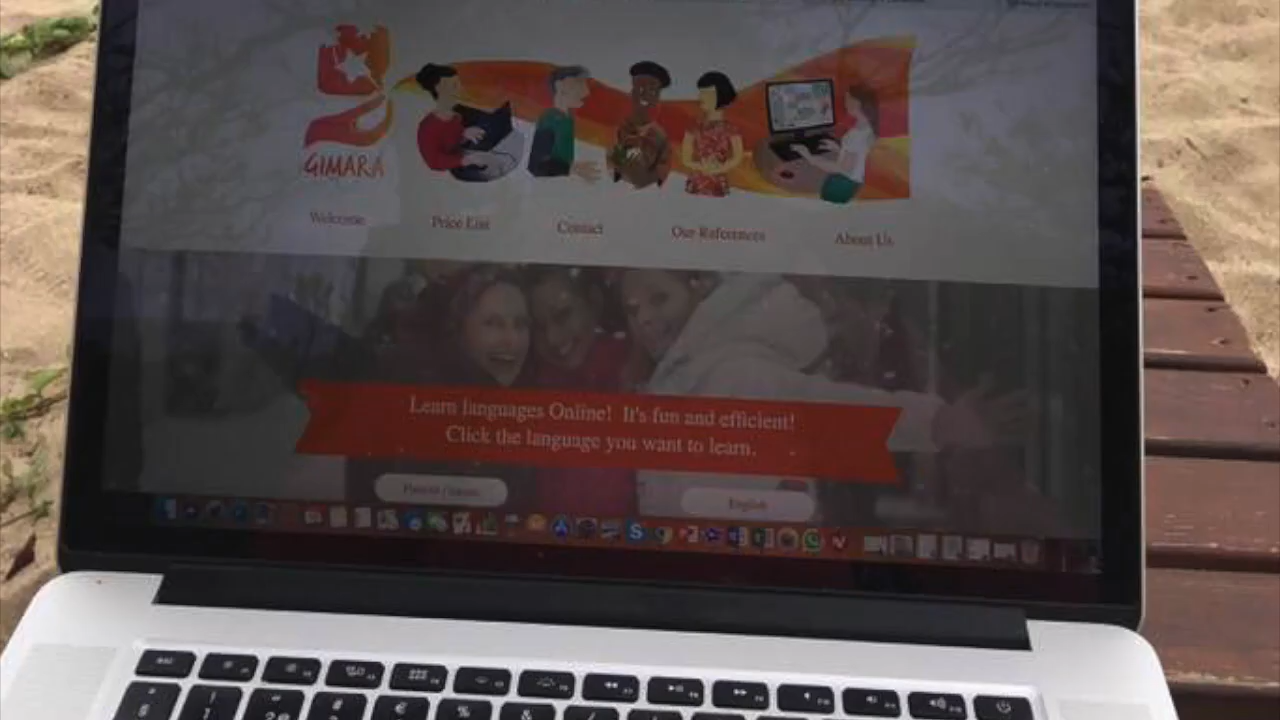 GIMARA
Welcome
Price List
Contact
Our References
About Us
Learn languages Online! It's fun and efficient!
Click the language you want to learn.
English
esc